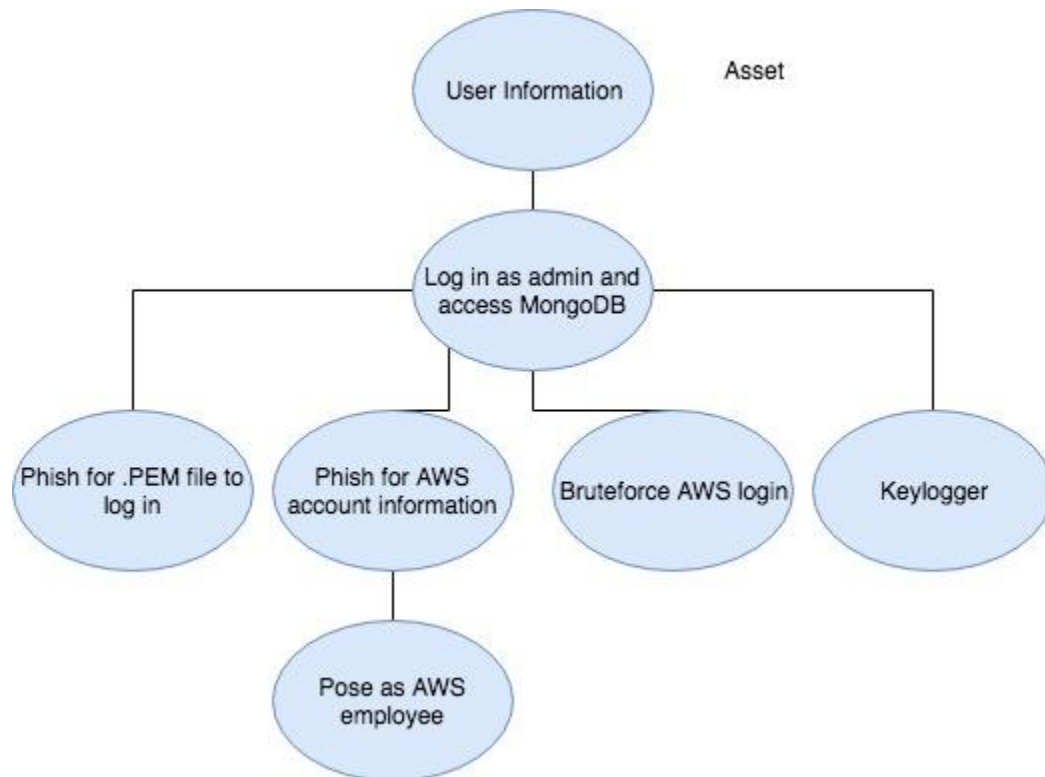 User Information
Asset
Log in as admin and
access MongoDB
Phish for .PEM file to
log in
Phish for AWS
account information
Bruteforce AWS login
Keylogger
Pose as AWS
employee